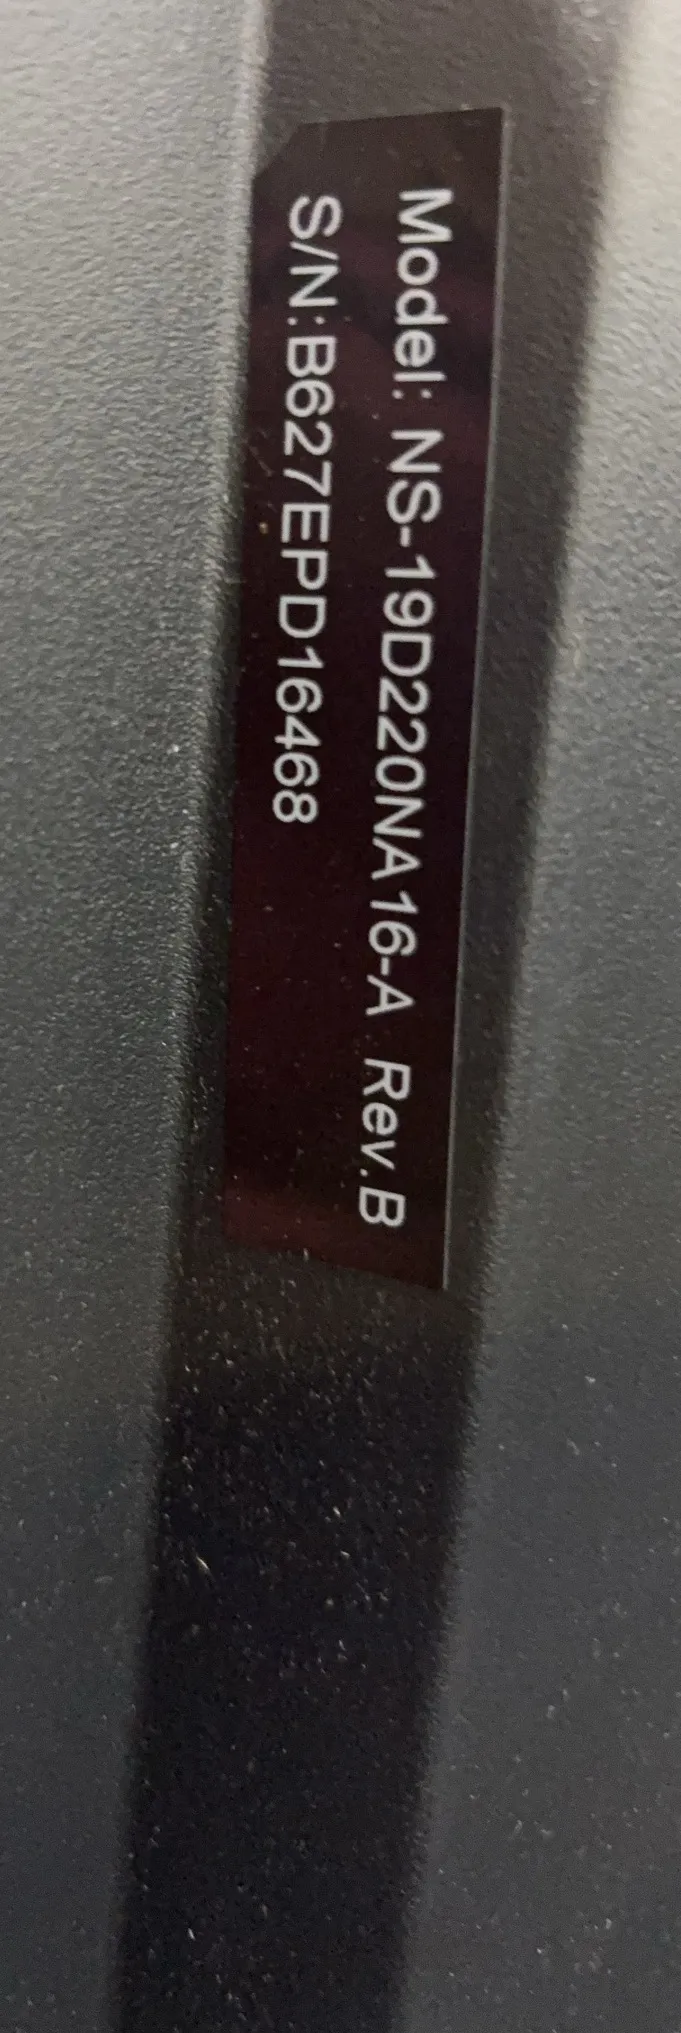 Model: NS-19D220NA16-A Rev.B
S/N:B627EPD16468